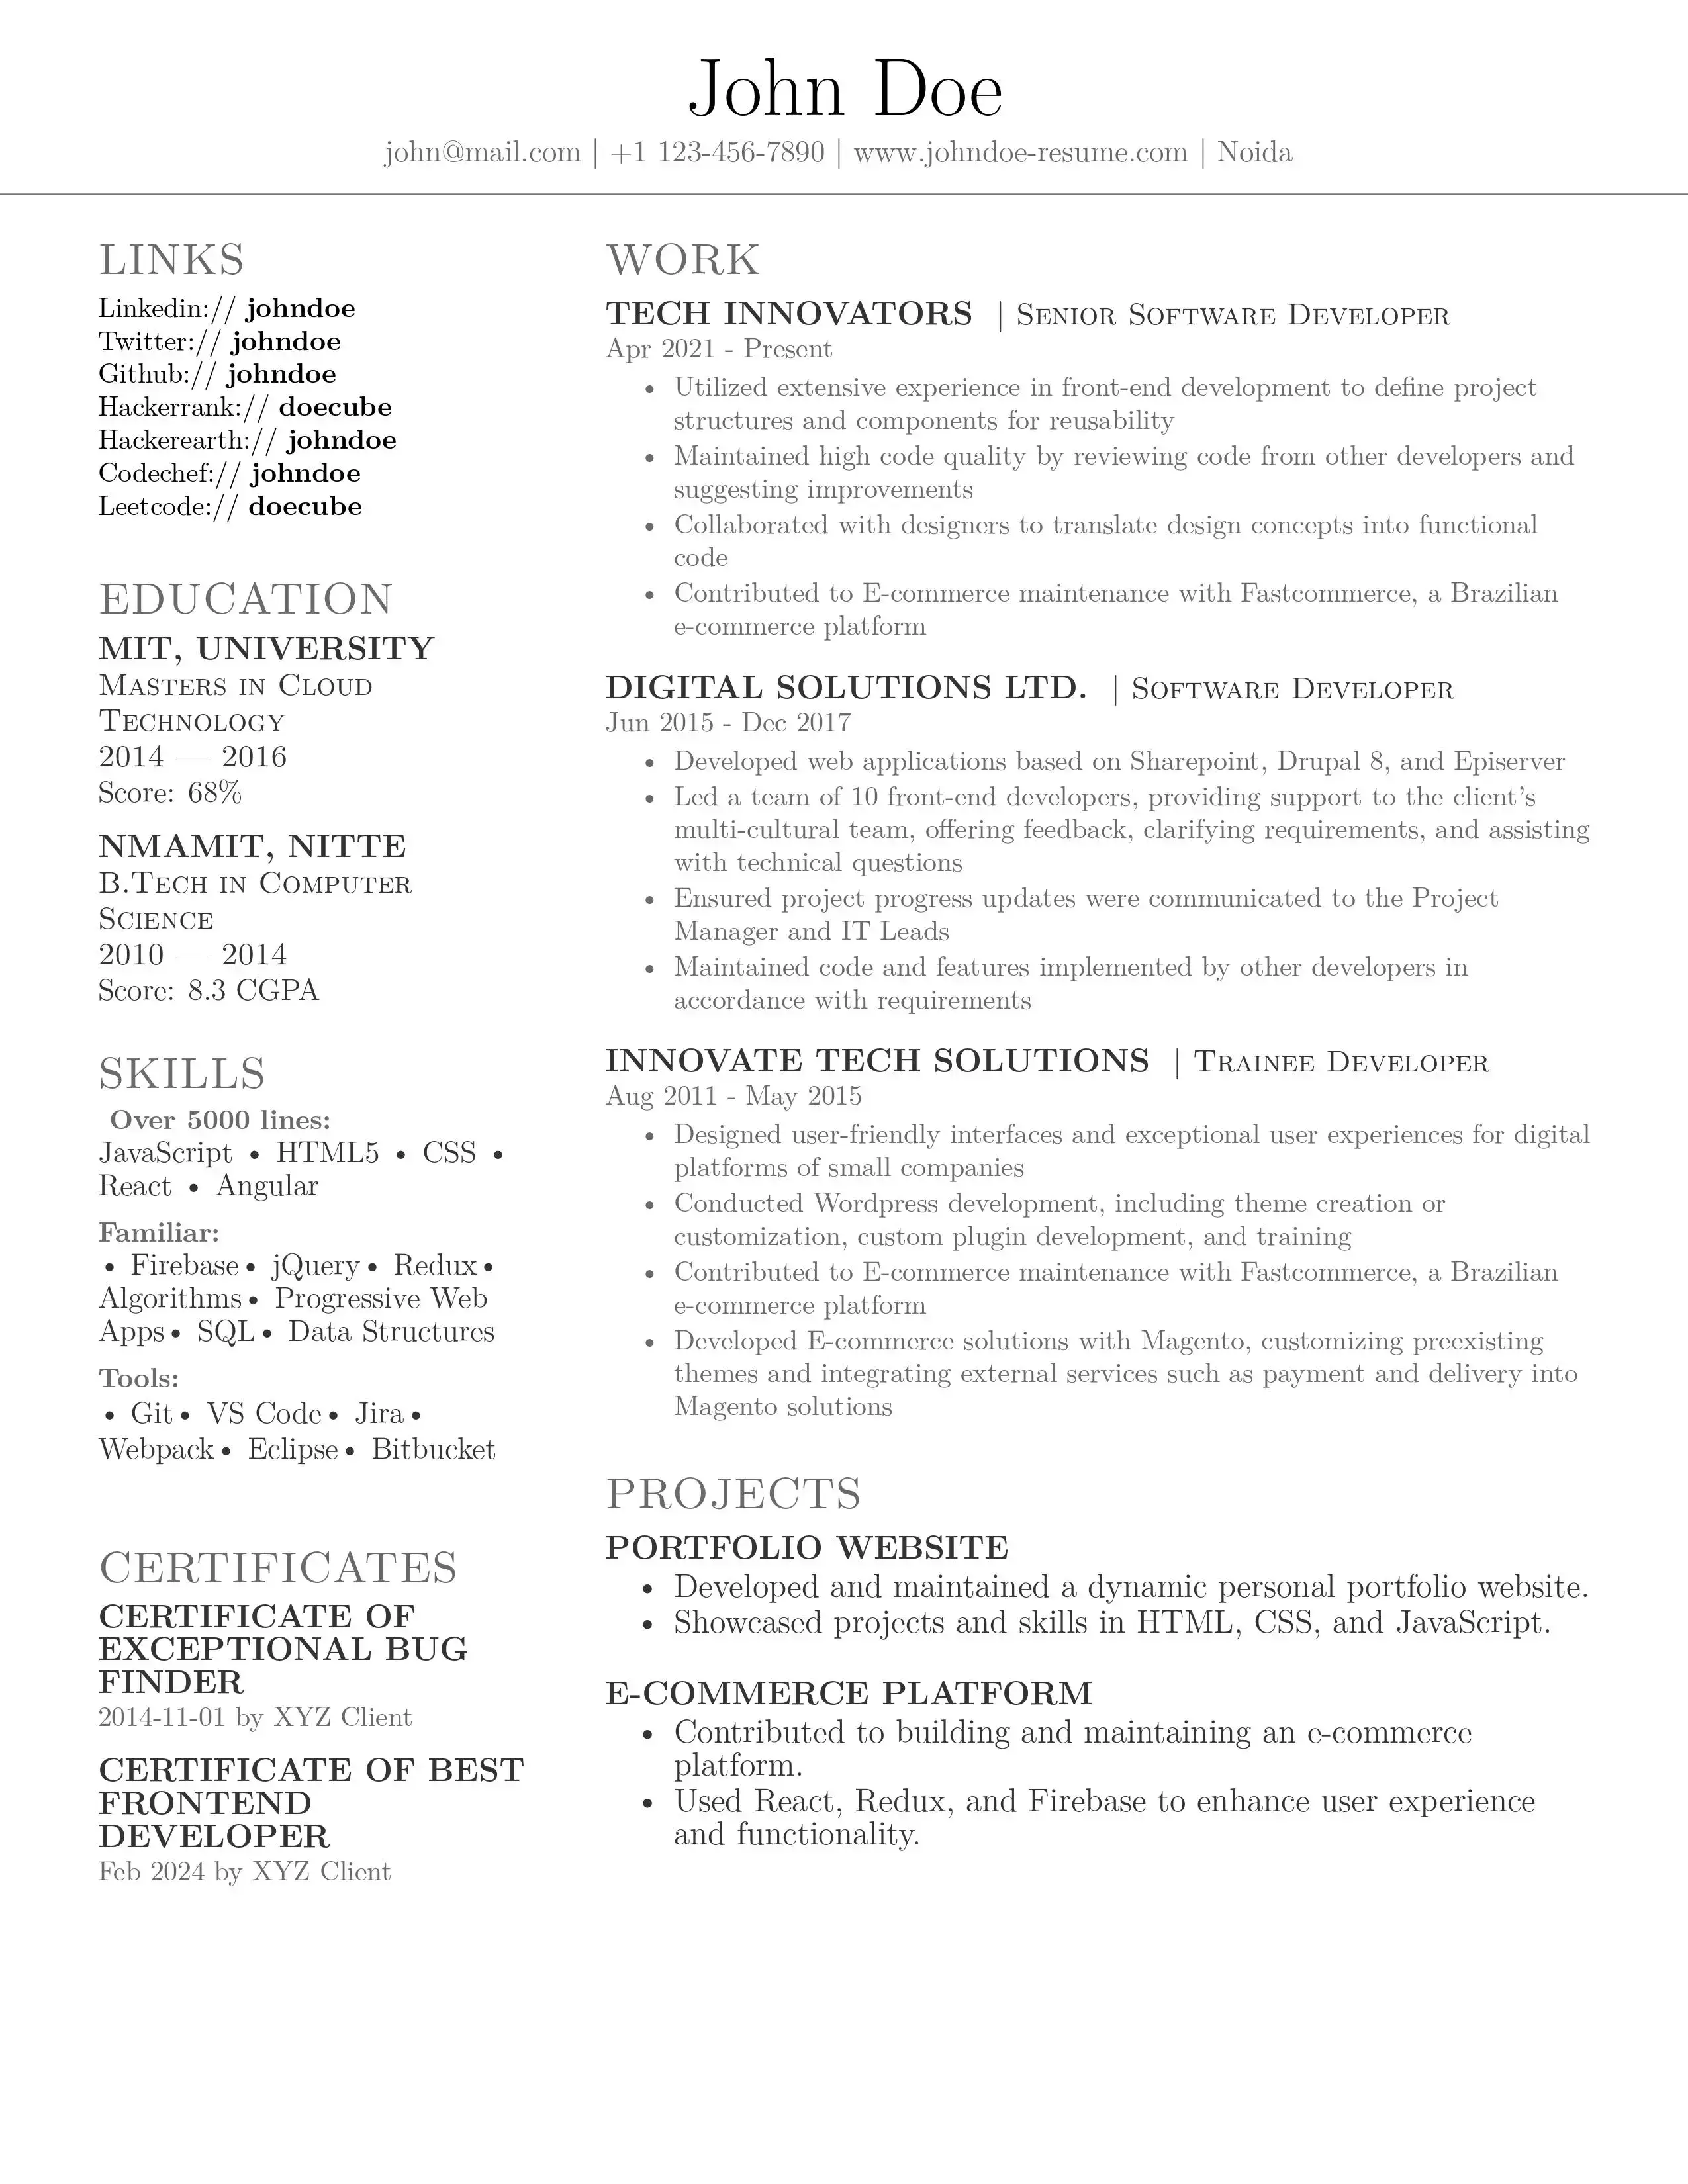 John Doe
john@mail.com | +1 123-456-7890 | www.johndoe-resume.com | Noida
LINKS
Linkedin:// johndoe
Twitter:// johndoe
Github:// johndoe
Hackerrank:// doecube
Hackerearth:// johndoe
Codechef:// johndoe
Leetcode:// doecube
EDUCATION
MIT, UNIVERSITY
Masters in Cloud
Technology
2014 — 2016
Score: 68%
NMAMIT, NITTE
B.Tech in Computer
Science
2010 — 2014
Score: 8.3 CGPA
SKILLS
Over 5000 lines:
JavaScript • HTML5 • CSS •
React • Angular
Familiar:
• Firebase • jQuery • Redux •
Algorithms • Progressive Web
Apps • SQL • Data Structures
Tools:
• Git • VS Code • Jira •
Webpack • Eclipse • Bitbucket
CERTIFICATES
CERTIFICATE OF
EXCEPTIONAL BUG
FINDER
2014-11-01 by XYZ Client
CERTIFICATE OF BEST
FRONTEND
DEVELOPER
Feb 2024 by XYZ Client
WORK
TECH INNOVATORS | Senior Software Developer
Apr 2021 - Present
• Utilized extensive experience in front-end development to define project
structures and components for reusability
• Maintained high code quality by reviewing code from other developers and
suggesting improvements
• Collaborated with designers to translate design concepts into functional
code
• Contributed to E-commerce maintenance with Fastcommerce, a Brazilian
e-commerce platform
DIGITAL SOLUTIONS LTD. | Software Developer
Jun 2015 - Dec 2017
• Developed web applications based on Sharepoint, Drupal 8, and Episerver
• Led a team of 10 front-end developers, providing support to the client's
multi-cultural team, offering feedback, clarifying requirements, and assisting
with technical questions
• Ensured project progress updates were communicated to the Project
Manager and IT Leads
• Maintained code and features implemented by other developers in
accordance with requirements
INNOVATE TECH SOLUTIONS | Trainee Developer
Aug 2011 - May 2015
• Designed user-friendly interfaces and exceptional user experiences for digital
platforms of small companies
• Conducted Wordpress development, including theme creation or
customization, custom plugin development, and training
• Contributed to E-commerce maintenance with Fastcommerce, a Brazilian
e-commerce platform
• Developed E-commerce solutions with Magento, customizing preexisting
themes and integrating external services such as payment and delivery into
Magento solutions
PROJECTS
PORTFOLIO WEBSITE
• Developed and maintained a dynamic personal portfolio website.
• Showcased projects and skills in HTML, CSS, and JavaScript.
E-COMMERCE PLATFORM
• Contributed to building and maintaining an e-commerce
platform.
• Used React, Redux, and Firebase to enhance user experience
and functionality.